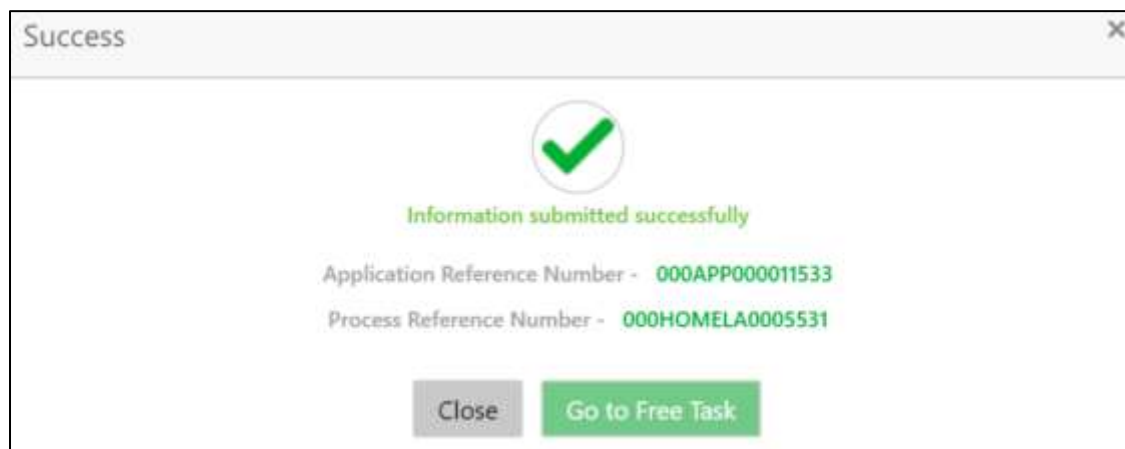 Success
Information submitted successfully
Application Reference Number - 000APP000011533
Process Reference Number - 000HOMELA0005531
Close Go to Free Task